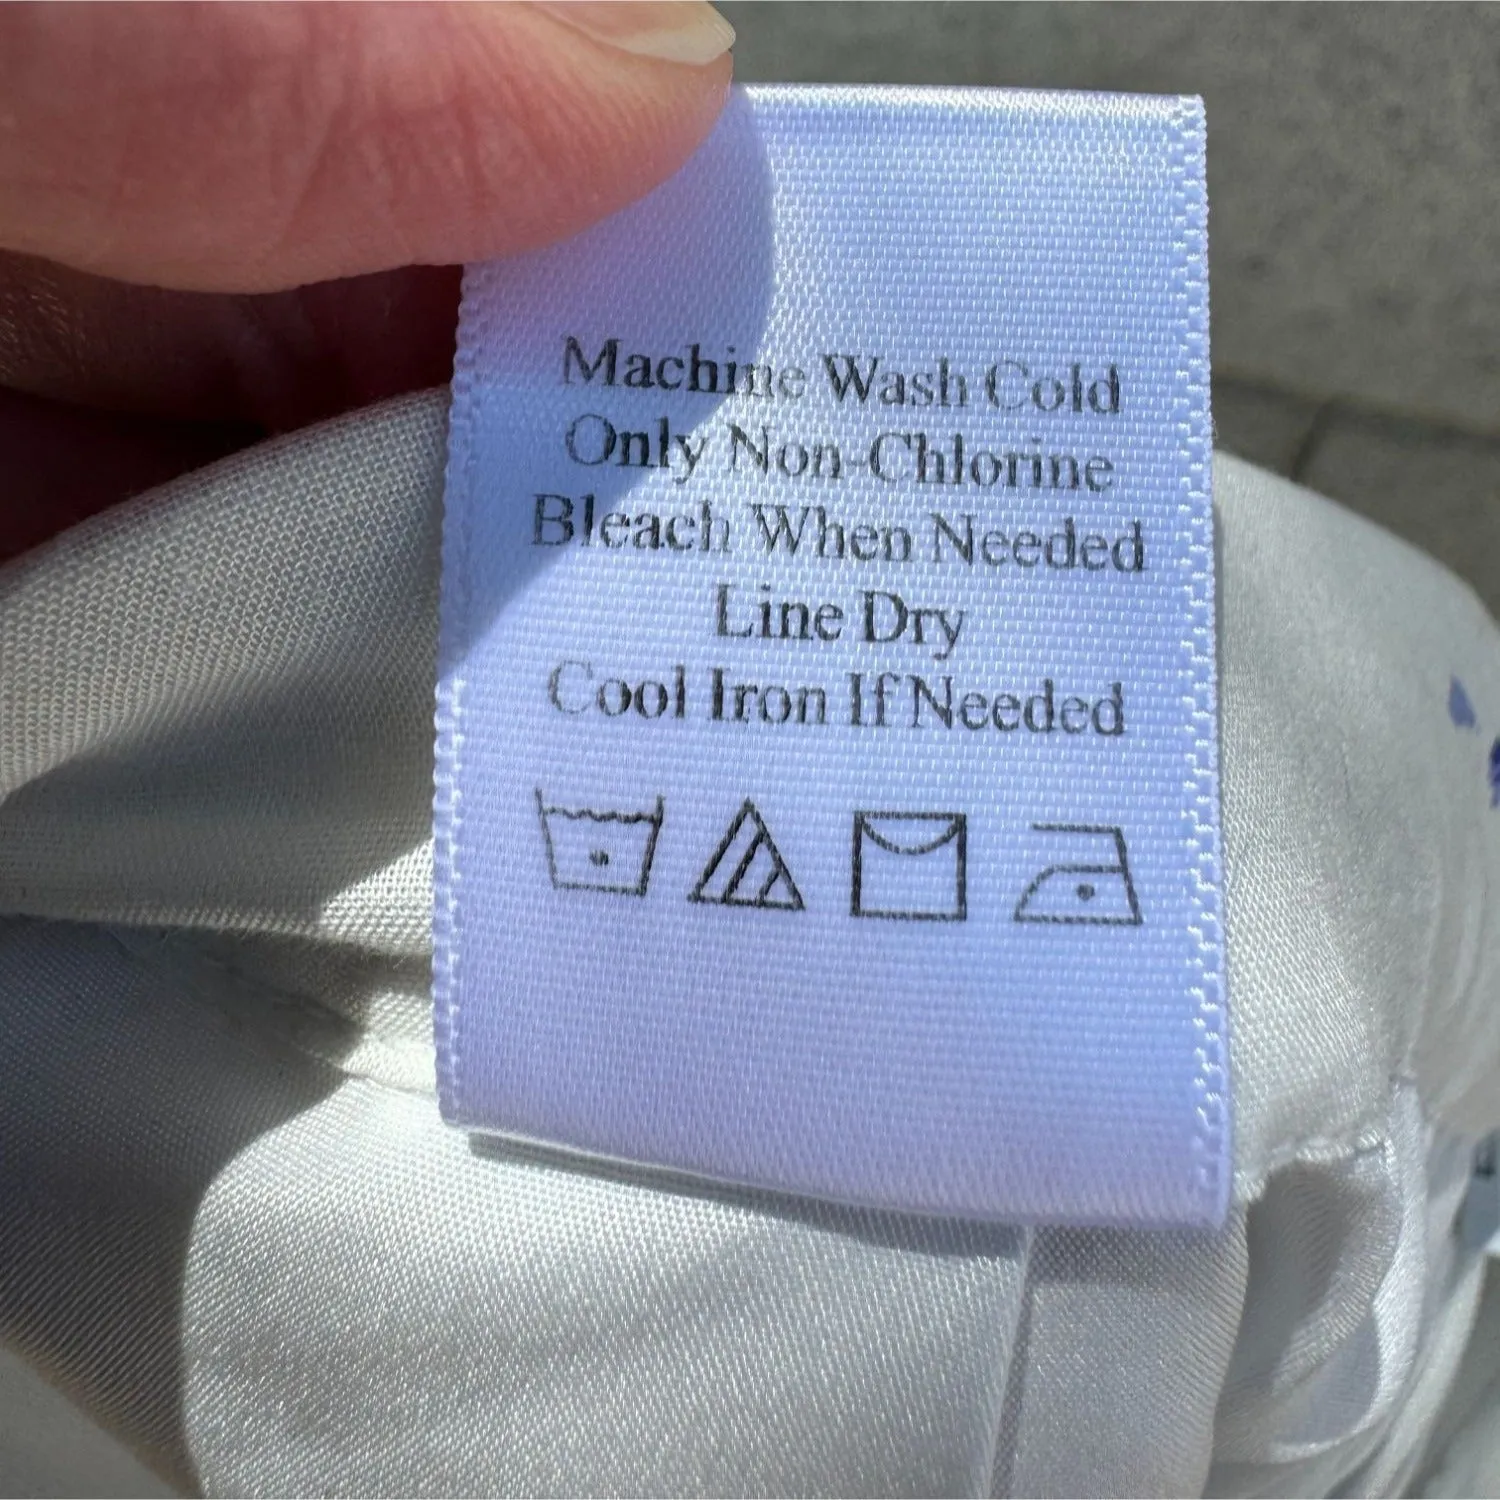 Machine Wash Cold
Only Non-Chlorine
Bleach When Needed
Line Dry
Cool Iron If Needed